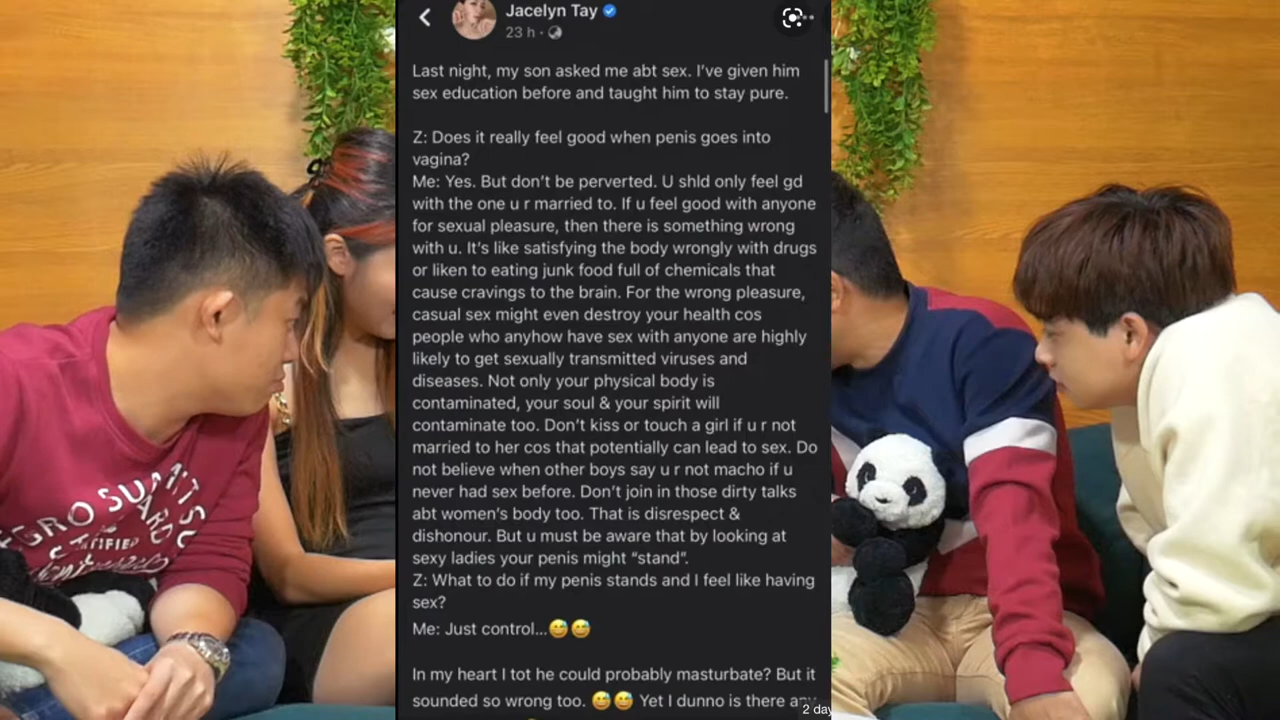 Jacelyn Tay
23 h ·
Last night, my son asked me abt sex. I’ve given him
sex education before and taught him to stay pure.
Z: Does it really feel good when penis goes into
vagina?
Me: Yes. But don’t be perverted. U shld only feel gd
with the one u r married to. If u feel good with anyone
for sexual pleasure, then there is something wrong
with u. It’s like satisfying the body wrongly with drugs
or liken to eating junk food full of chemicals that
cause cravings to the brain. For the wrong pleasure,
casual sex might even destroy your health cos
people who anyhow have sex with anyone are highly
likely to get sexually transmitted viruses and
diseases. Not only your physical body is
contaminated, your soul & your spirit will
contaminate too. Don’t kiss or touch a girl if u r not
married to her cos that potentially can lead to sex. Do
not believe when other boys say u r not macho if u
never had sex before. Don’t join in those dirty talks
abt women’s body too. That is disrespect &
dishonour. But u must be aware that by looking at
sexy ladies your penis might “stand”.
Z: What to do if my penis stands and I feel like having
sex?
Me: Just control...😅😅
In my heart I tot he could probably masturbate? But it
sounded so wrong too. 😅😅 Yet I dunno is there any
2 day